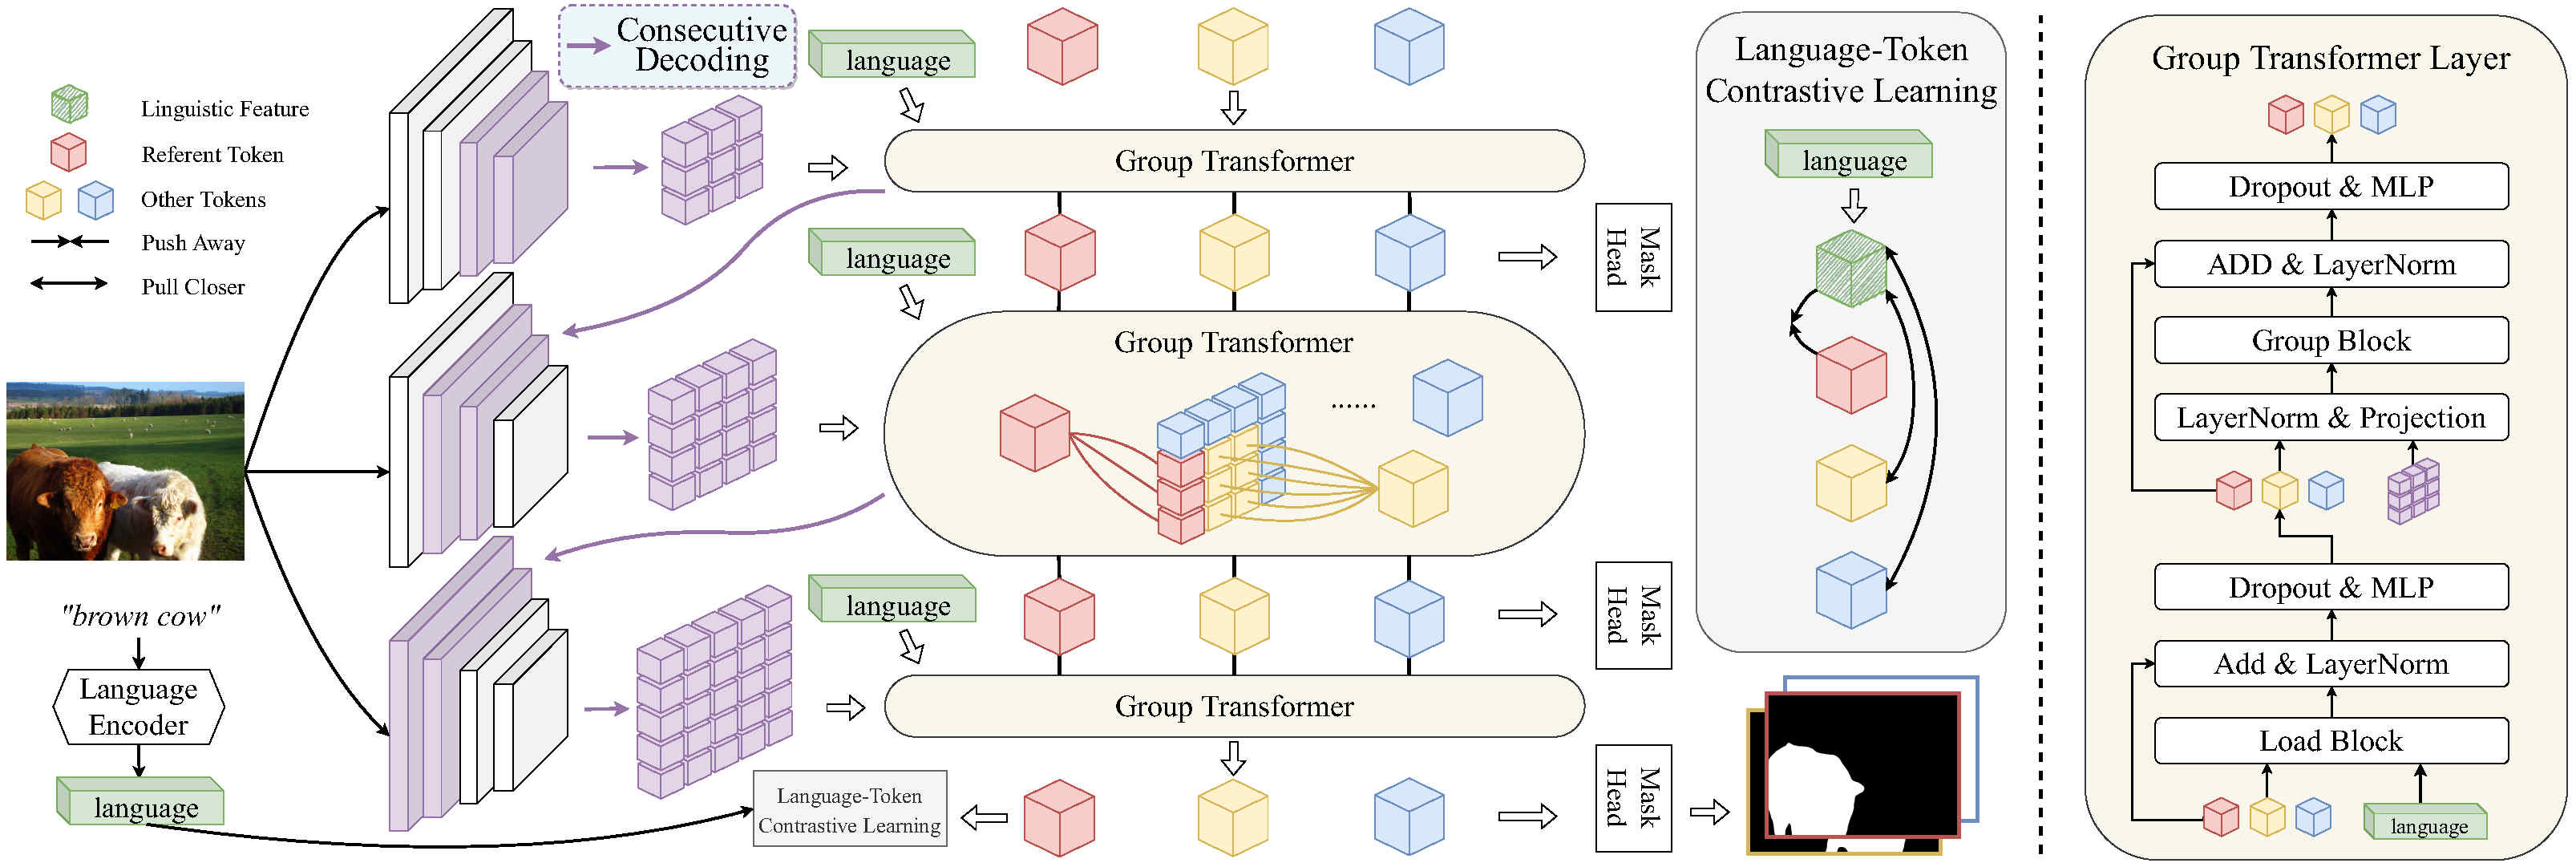 Consecutive
Decoding
Linguistic Feature
Referent Token
Other Tokens
Push Away
Pull Closer
"brown cow"
Language
Encoder
language
language
Group Transformer
language
Mask
Head
Group Transformer
......
language
Mask
Head
Group Transformer
Language-Token
Contrastive Learning
Mask
Head
Language-Token
Contrastive Learning
language
Group Transformer Layer
Dropout & MLP
ADD & LayerNorm
Group Block
LayerNorm & Projection
Dropout & MLP
Add & LayerNorm
Load Block
language